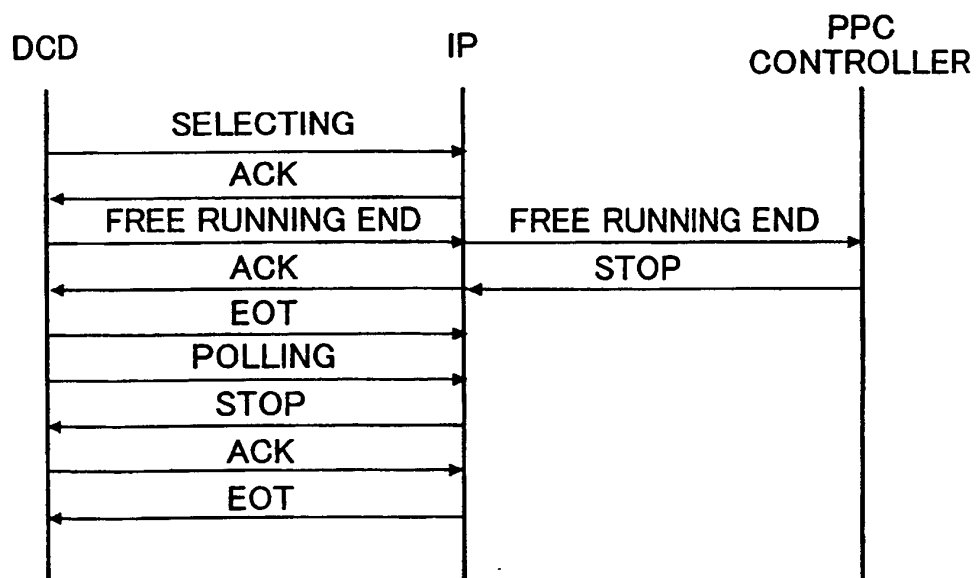 DCD
IP
PPC
CONTROLLER
SELECTING
ACK
FREE RUNNING END
FREE RUNNING END
ACK
STOP
EOT
POLLING
STOP
ACK
EOT